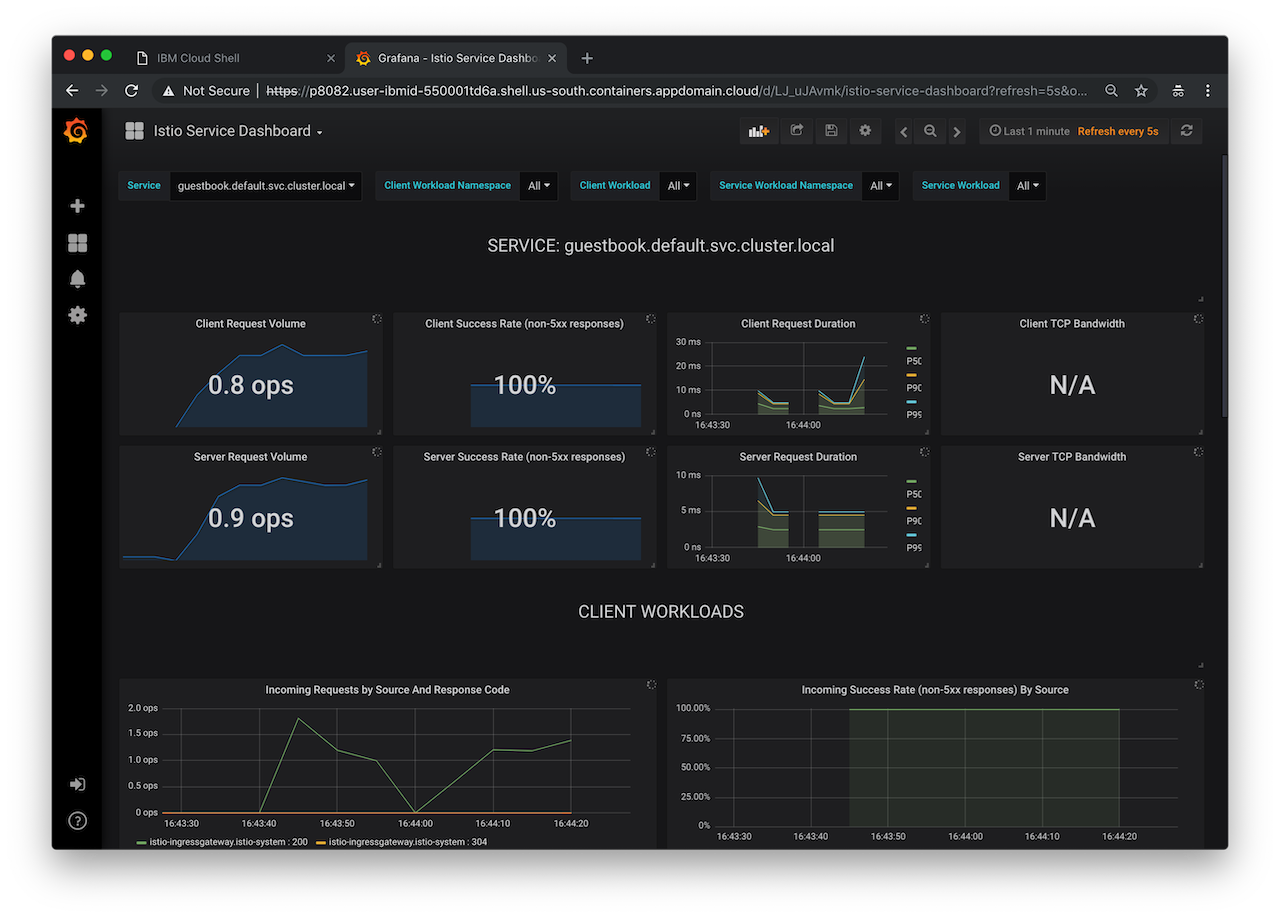 IBM Cloud Shell
Grafana - Istio Service Dashbo
Not Secure | https://p8082.user-ibmid-550001td6a.shell.us-south.containers.appdomain.cloud/d/LJ_uJAvmk/istio-service-dashboard?refresh=5s&o...
Istio Service Dashboard
Last 1 minute Refresh every 5s
Service guestbook.default.svc.cluster.local Client Workload Namespace All Client Workload All Service Workload Namespace All Service Workload All
SERVICE: guestbook.default.svc.cluster.local
Client Request Volume
0.8 ops
Client Success Rate (non-5xx responses)
100%
Client Request Duration
30 ms
20 ms
10 ms
0 ns
16:43:30 16:44:00
P50
P90
P99
Client TCP Bandwidth
N/A
Server Request Volume
0.9 ops
Server Success Rate (non-5xx responses)
100%
Server Request Duration
10 ms
5 ms
0 ns
16:43:30 16:44:00
P50
P90
P99
Server TCP Bandwidth
N/A
CLIENT WORKLOADS
Incoming Requests by Source And Response Code
2.0 ops
1.5 ops
1.0 ops
0.5 ops
0 ops
16:43:30 16:43:40 16:43:50 16:44:00 16:44:10 16:44:20
istio-ingressgateway.istio-system : 200 istio-ingressgateway.istio-system : 304
Incoming Success Rate (non-5xx responses) By Source
100.00%
75.00%
50.00%
25.00%
0%
16:43:30 16:43:40 16:43:50 16:44:00 16:44:10 16:44:20